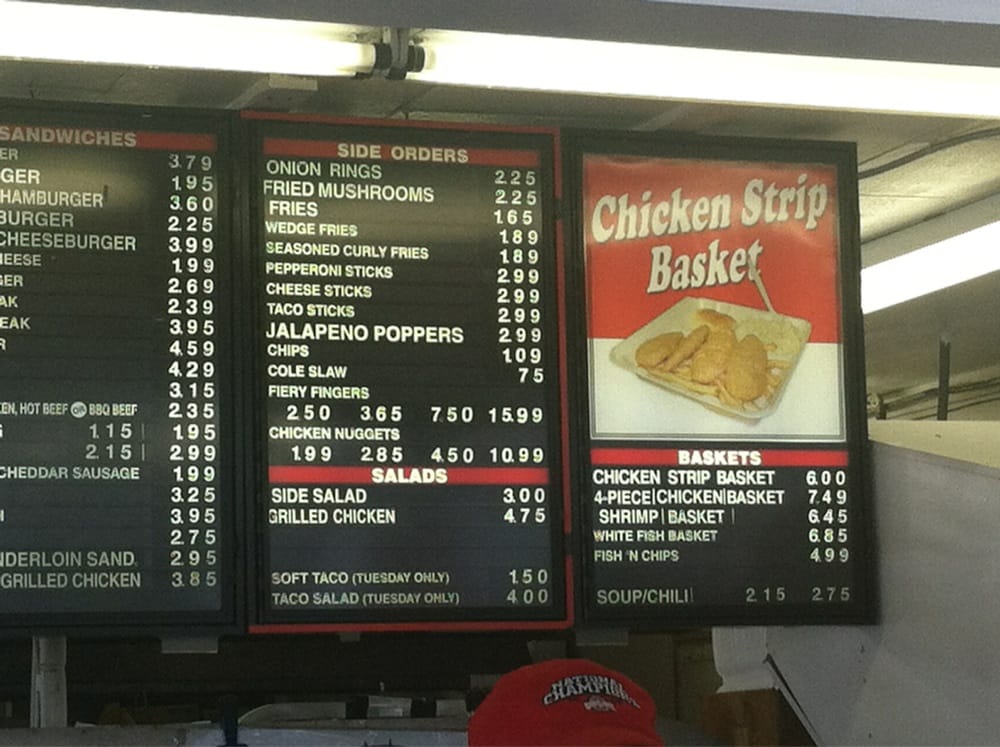 SANDWICHES
ER 3.79
GER 1.95
HAMBURGER 3.60
BURGER 2.25
CHEESEBURGER 3.99
HEESE 1.99
GER 2.69
AK 2.39
EAK 3.95
R 4.59
4.29
3.15
EN, HOT BEEF OR BBQ BEEF 2.35
G 1.15 1.95
2.15 2.99
CHEDDAR SAUSAGE 1.99
3.25
3.95
2.75
NDERLOIN SAND. 2.95
GRILLED CHICKEN 3.85
SIDE ORDERS
ONION RINGS 2.25
FRIED MUSHROOMS 2.25
FRIES 1.65
WEDGE FRIES 1.89
SEASONED CURLY FRIES 1.89
PEPPERONI STICKS 2.99
CHEESE STICKS 2.99
TACO STICKS 2.99
JALAPENO POPPERS 2.99
CHIPS 1.09
COLE SLAW 75
FIERY FINGERS
2.50 3.65 7.50 15.99
CHICKEN NUGGETS
1.99 2.85 4.50 10.99
SALADS
SIDE SALAD 3.00
GRILLED CHICKEN 4.75
SOFT TACO (TUESDAY ONLY) 1.50
TACO SALAD (TUESDAY ONLY) 4.00
Chicken Strip
Basket
BASKETS
CHICKEN STRIP BASKET 6.00
4-PIECE CHICKEN BASKET 7.49
SHRIMP BASKET 6.45
WHITE FISH BASKET 6.85
FISH 'N CHIPS 4.99
SOUP/CHILI 2.15 2.75
NATIONAL
CHAMPIONS